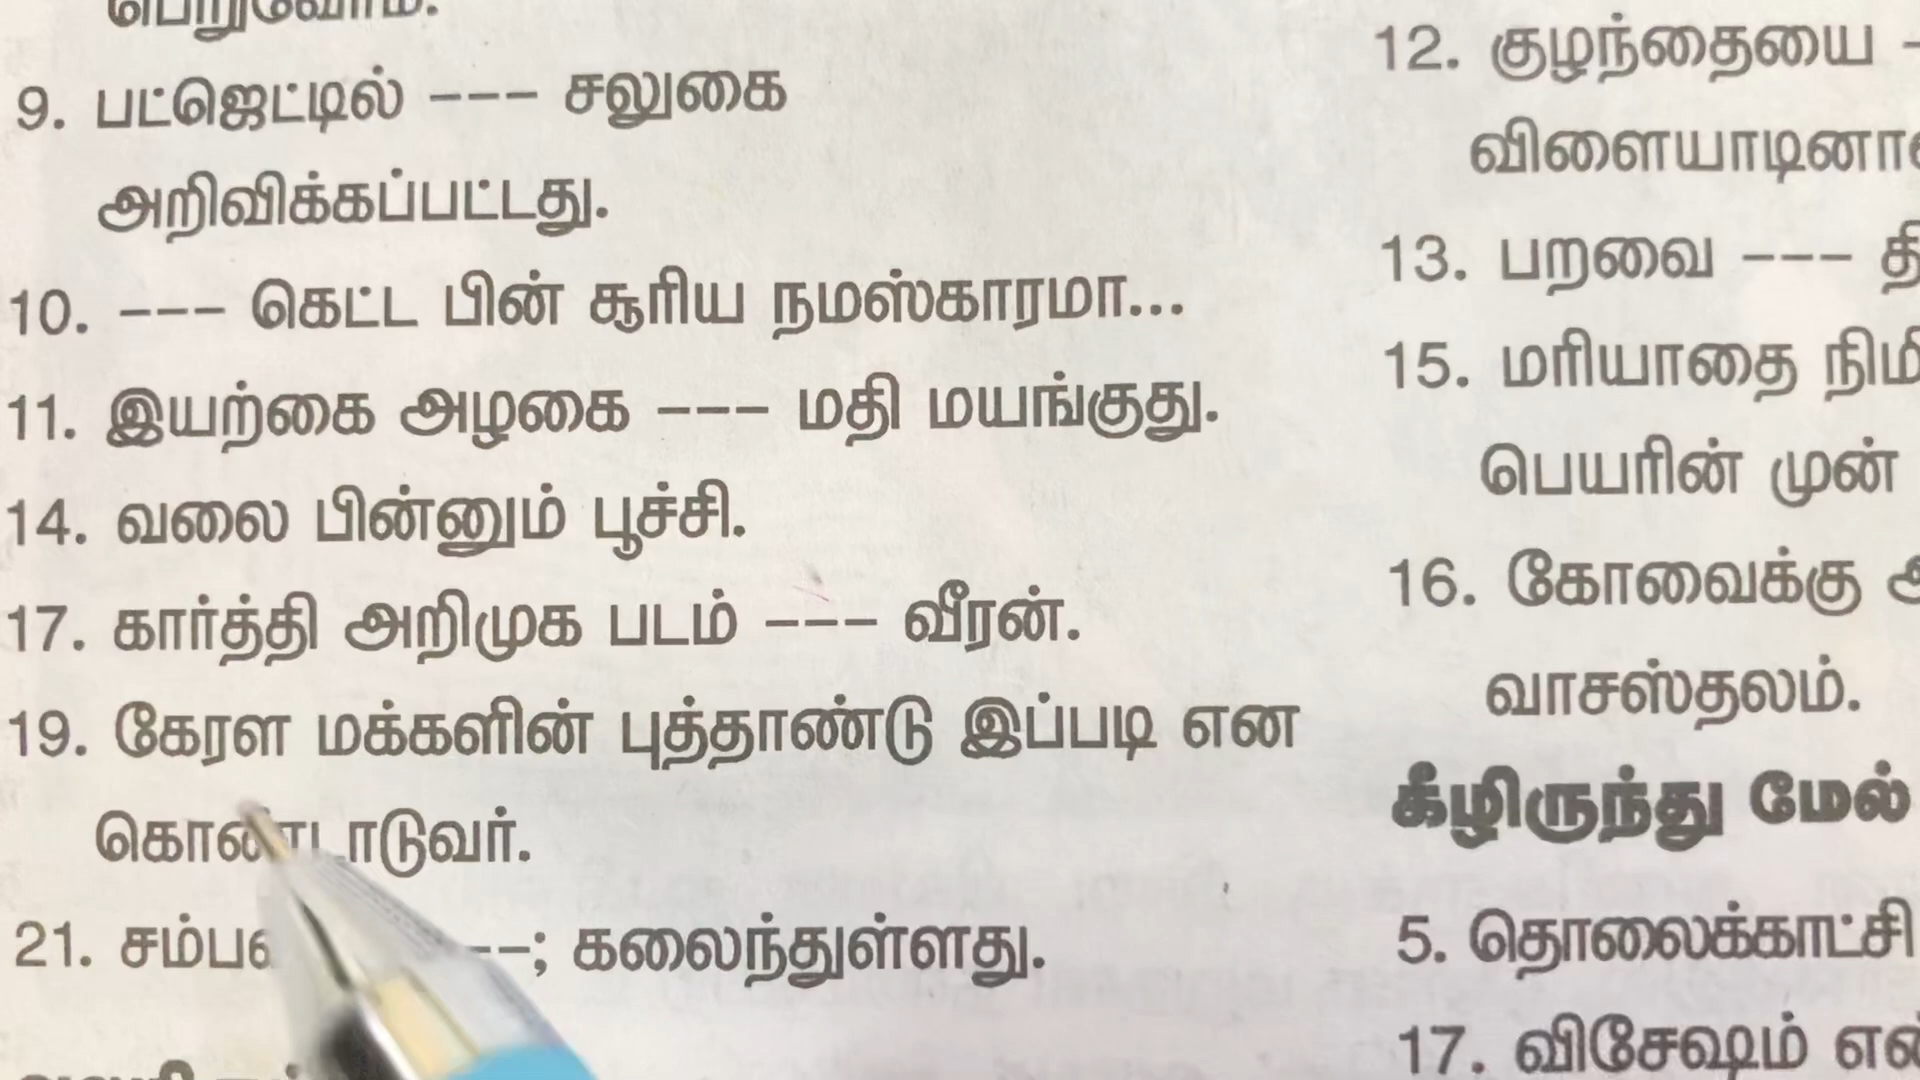 பெறுவோம்.
9. பட்ஜெட்டில் --- சலுகை
அறிவிக்கப்பட்டது.
10. --- கெட்ட பின் சூரிய நமஸ்காரமா...
11. இயற்கை அழகை --- மதி மயங்குது.
14. வலை பின்னும் பூச்சி.
17. கார்த்தி அறிமுக படம் --- வீரன்.
19. கேரள மக்களின் புத்தாண்டு இப்படி என
கொண்டாடுவர்.
21. --; கலைந்துள்ளது.
12. குழந்தையை -
விளையாடினா
13. பறவை ---
15. மரியாதை
பெயரின் முன்
16. கோவைக்கு
வாசஸ்தலம்.
கீழிருந்து மேல்
5. தொலைக்காட்சி
17. விசேஷம்